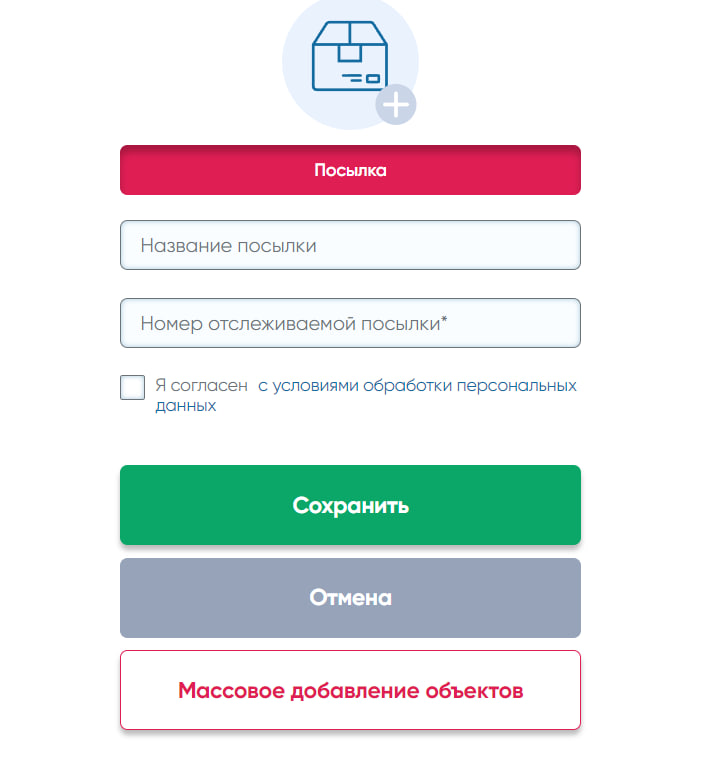 Посылка
Название посылки
Номер отслеживаемой посылки*
Я согласен с условиями обработки персональных
данных
Сохранить
Отмена
Массовое добавление объектов